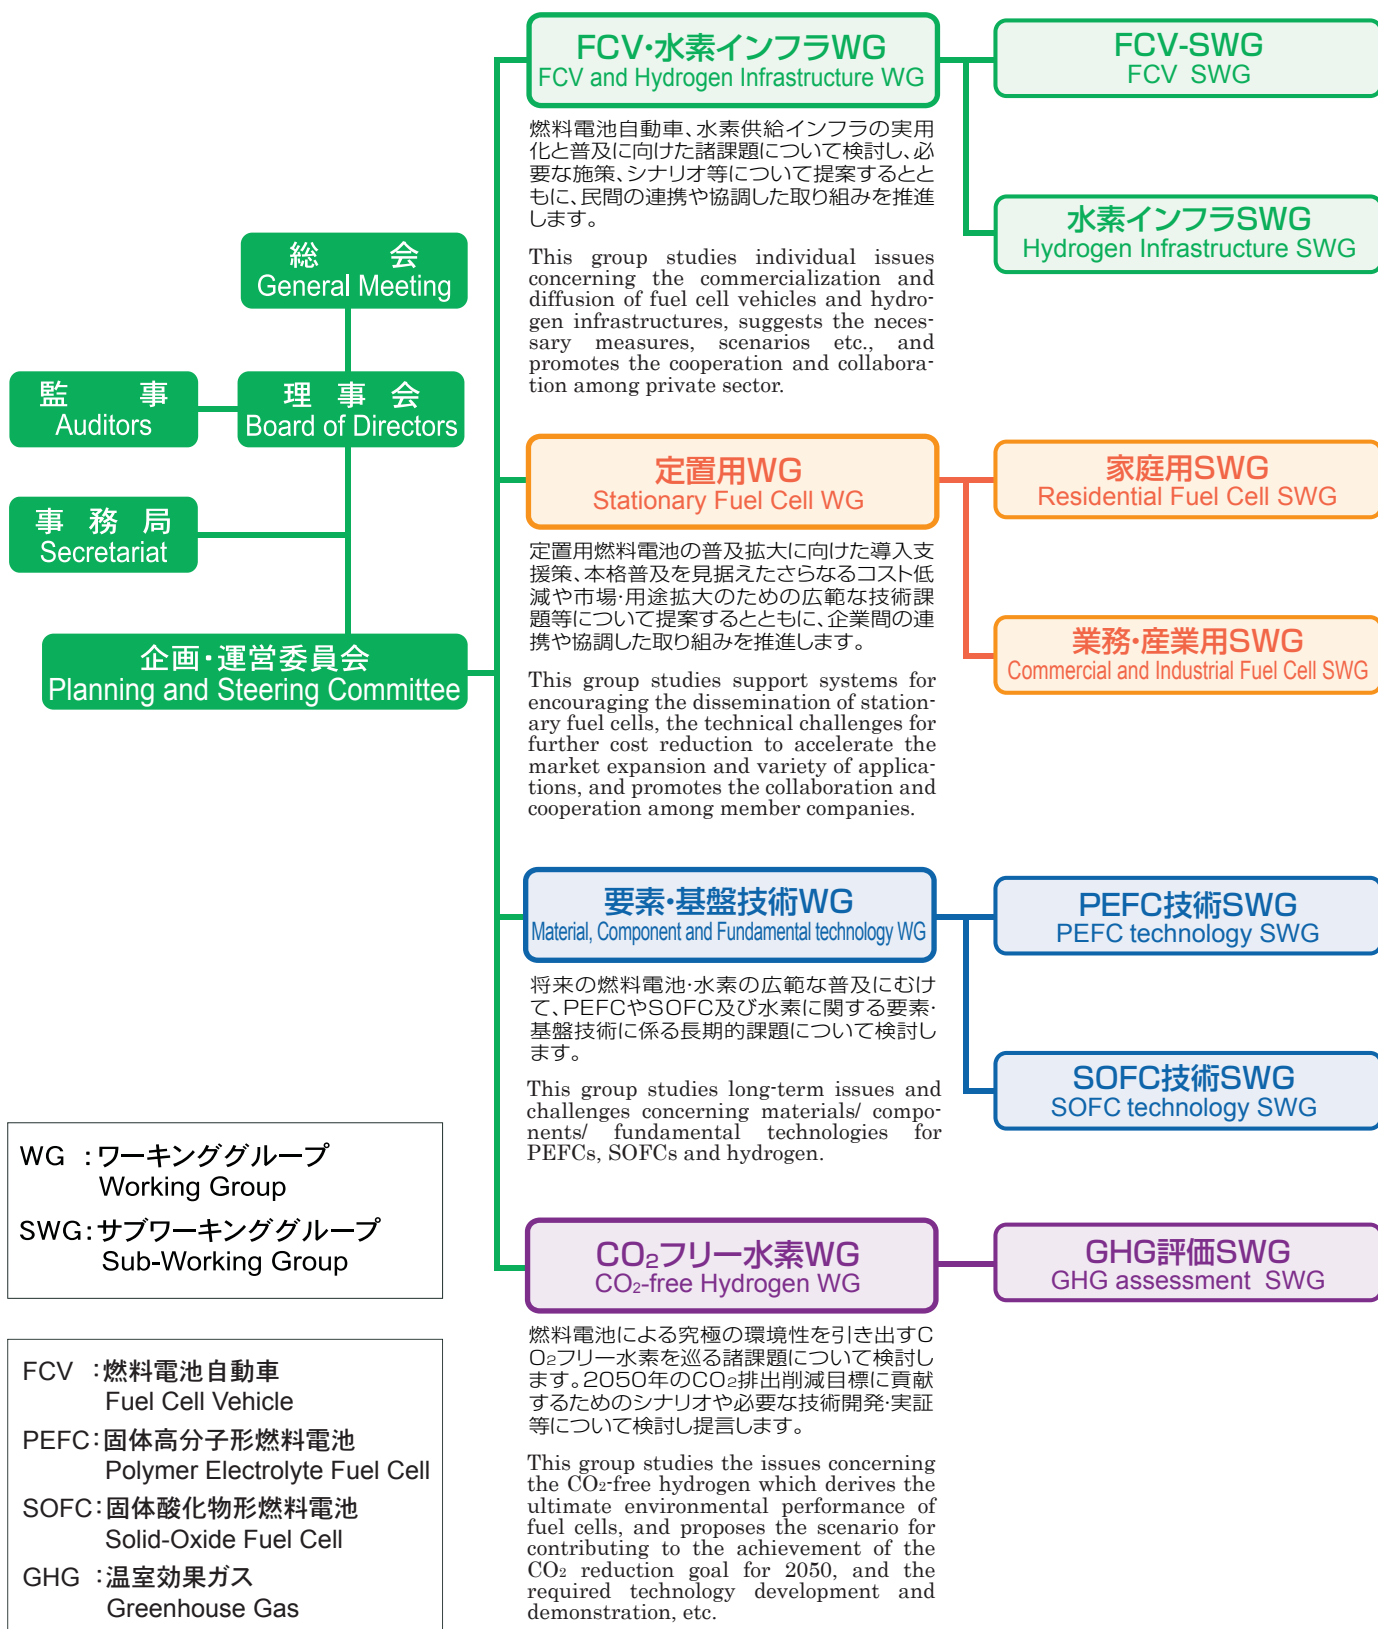 総 会
General Meeting
監 事
Auditors
理 事 会
Board of Directors
事 務 局
Secretariat
企画・運営委員会
Planning and Steering Committee
FCV・水素インフラWG
FCV and Hydrogen Infrastructure WG
燃料電池自動車、水素供給インフラの実用
化と普及に向けた諸課題について検討し、必
要な施策、シナリオ等について提案するとと
もに、民間の連携や協調した取り組みを推進
します。
This group studies individual issues
concerning the commercialization and
diffusion of fuel cell vehicles and hydro-
gen infrastructures, suggests the neces-
sary measures, scenarios etc., and
promotes the cooperation and collabora-
tion among private sector.
FCV-SWG
FCV SWG
水素インフラSWG
Hydrogen Infrastructure SWG
定置用WG
Stationary Fuel Cell WG
定置用燃料電池の普及拡大に向けた導入支
援策、本格普及を見据えたさらなるコスト低
減や市場・用途拡大のための広範な技術課
題等について提案するとともに、企業間の連
携や協調した取り組みを推進します。
This group studies support systems for
encouraging the dissemination of station-
ary fuel cells, the technical challenges for
further cost reduction to accelerate the
market expansion and variety of applica-
tions, and promotes the collaboration and
cooperation among member companies.
家庭用SWG
Residential Fuel Cell SWG
業務・産業用SWG
Commercial and Industrial Fuel Cell SWG
要素・基盤技術WG
Material, Component and Fundamental technology WG
将来の燃料電池・水素の広範な普及にむけ
て、PEFCやSOFC及び水素に関する要素・
基盤技術に係る長期的課題について検討し
ます。
This group studies long-term issues and
challenges concerning materials/ compo-
nents/ fundamental technologies for
PEFCs, SOFCs and hydrogen.
PEFC技術SWG
PEFC technology SWG
SOFC技術SWG
SOFC technology SWG
CO₂フリー水素WG
CO₂-free Hydrogen WG
燃料電池による究極の環境性を引き出すC
O₂フリー水素を巡る諸課題について検討し
ます。2050年のCO₂排出削減目標に貢献
するためのシナリオや必要な技術開発・実証
等について検討し提言します。
This group studies the issues concerning
the CO₂-free hydrogen which derives the
ultimate environmental performance of
fuel cells, and proposes the scenario for
contributing to the achievement of the
CO₂ reduction goal for 2050, and the
required technology development and
demonstration, etc.
GHG評価SWG
GHG assessment SWG
WG :ワーキンググループ
Working Group
SWG:サブワーキンググループ
Sub-Working Group
FCV :燃料電池自動車
Fuel Cell Vehicle
PEFC:固体高分子形燃料電池
Polymer Electrolyte Fuel Cell
SOFC:固体酸化物形燃料電池
Solid-Oxide Fuel Cell
GHG :温室効果ガス
Greenhouse Gas